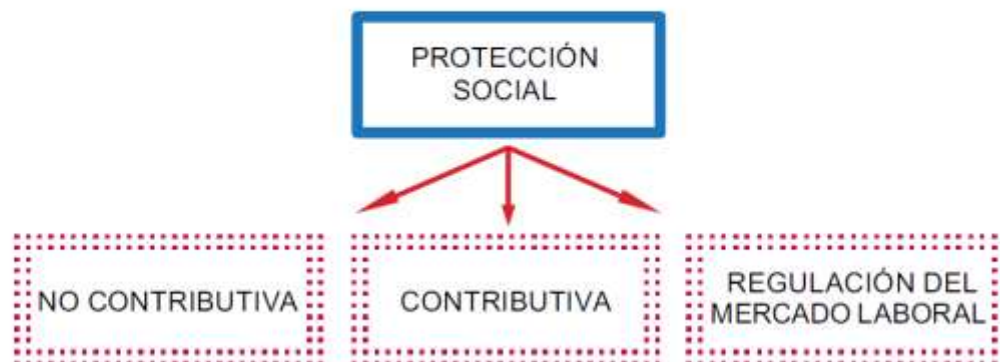 PROTECCIÓN
SOCIAL
NO CONTRIBUTIVA
CONTRIBUTIVA
REGULACIÓN DEL
MERCADO LABORAL